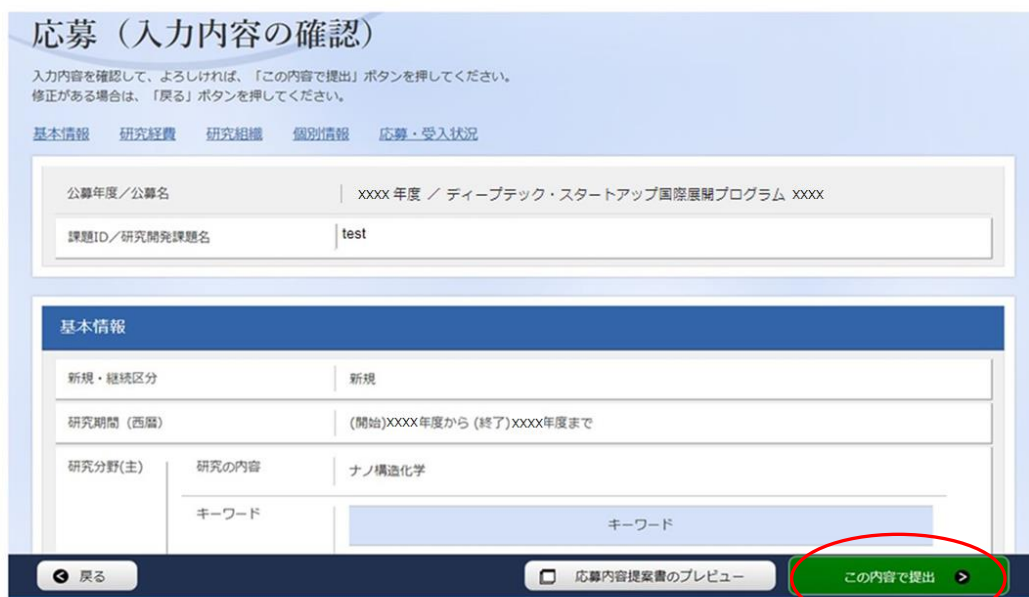 応募（入力内容の確認）
入力内容を確認して、よろしければ、「この内容で提出」ボタンを押してください。
修正がある場合は、「戻る」ボタンを押してください。
基本情報 研究経費 研究組織 個別情報 応募・受入状況
公募年度／公募名 XXXX 年度 ／ ディープテック・スタートアップ国際展開プログラム XXXX
課題ID／研究開発課題名 test
基本情報
新規・継続区分 新規
研究期間（西暦） (開始)XXXX年度から (終了)XXXX年度まで
研究分野(主) 研究の内容 ナノ構造化学
キーワード キーワード
戻る 応募内容提案書のプレビュー この内容で提出